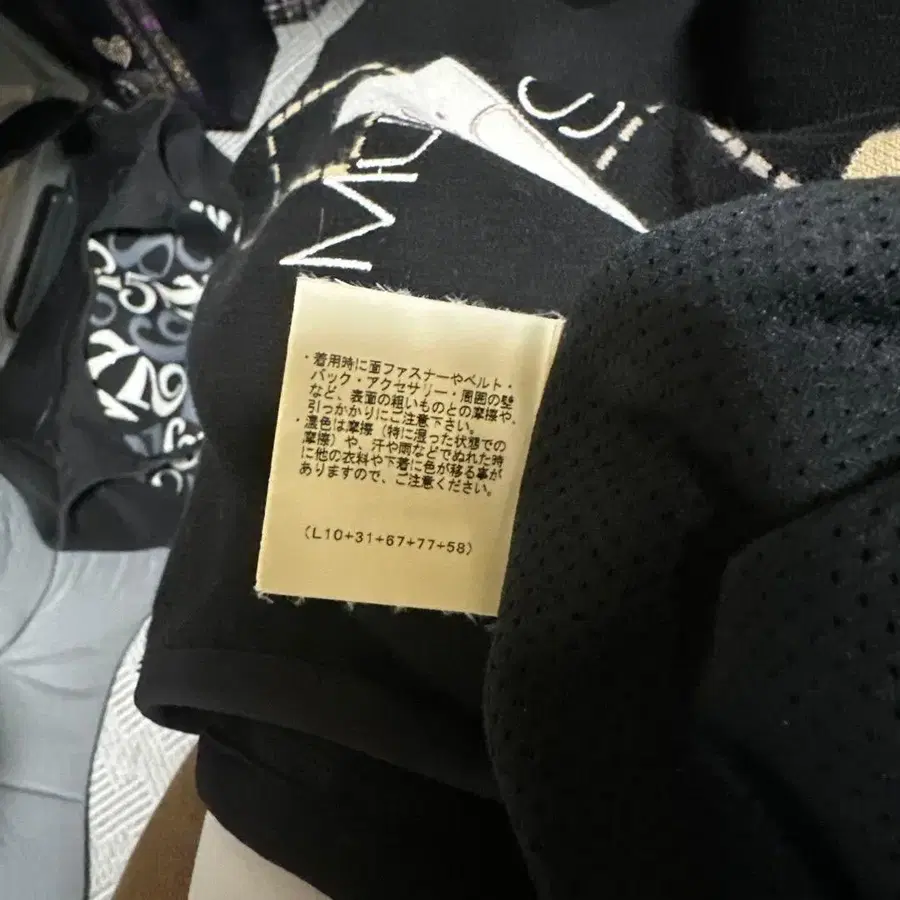 ・着用時に面ファスナーやベルト・
バック・アクセサリー・周囲の壁
など、表面の粗いものとの摩擦や、
引っかかりにご注意下さい。
・濃色は摩擦（特に湿った状態での
摩擦）や、汗や雨などでぬれた時
に他の衣料や下着に色が移る事が
ありますので、ご注意ください。
(L10+31+67+77+58)